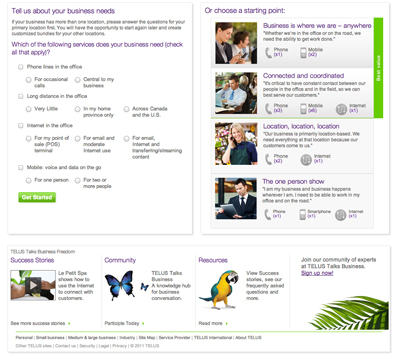 Tell us about your business needs
If your business has more than one location, please answer the questions for your
primary location first. You will have the opportunity to start again later and create
customized bundles for your other locations.
Which of the following services does your business need? (check
all that apply)?
Phone lines in the office
For occasional calls
Central to my business
Long distance in the office
Very Little
In my home province only
Across Canada and the U.S.
Internet in the office
For my point of sale (POS) terminal
For email and moderate Internet use
For email, Internet and transferring/streaming content
Mobile: voice and data on the go
For one person
For two or more people
Get Started
Or choose a starting point:
Business is where we are – anywhere
"Whether we're in the office or on the road, we
need the ability to get work done."
Phone (x1)
Mobile (x2)
Best value
Connected and coordinated
"It's critical to have constant contact between our
people in the office and in the field, so we can
best serve our customers."
Phone (x3)
Mobile (x6)
Internet (x1)
Location, location, location
"Our business is primarily location-based. We
need everything at that location because our
customers come to us."
Phone (x2)
Internet (x1)
The one person show
"I am my business and business happens
wherever I am. I need to be able to work in my
office and on the road."
Phone (x1)
Smartphone (x1)
Internet (x1)
TELUS Talks Business Freedom
Success Stories
Le Petit Spa
shows how to
use the Internet
to connect with
customers.
See more success stories
Community
TELUS Talks
Business
A knowledge hub
for business
conversation.
Participate Today
Resources
View Success
stories, see our
frequently asked
questions and
more.
Read more
Join our community of
experts at TELUS Talks
Business.
Sign up now!
Personal | Small business | Medium & large business | Industry | Site Map | Service Provider | TELUS International | About TELUS
Other TELUS sites | Contact us | Security | Legal | Privacy | © 2011 TELUS